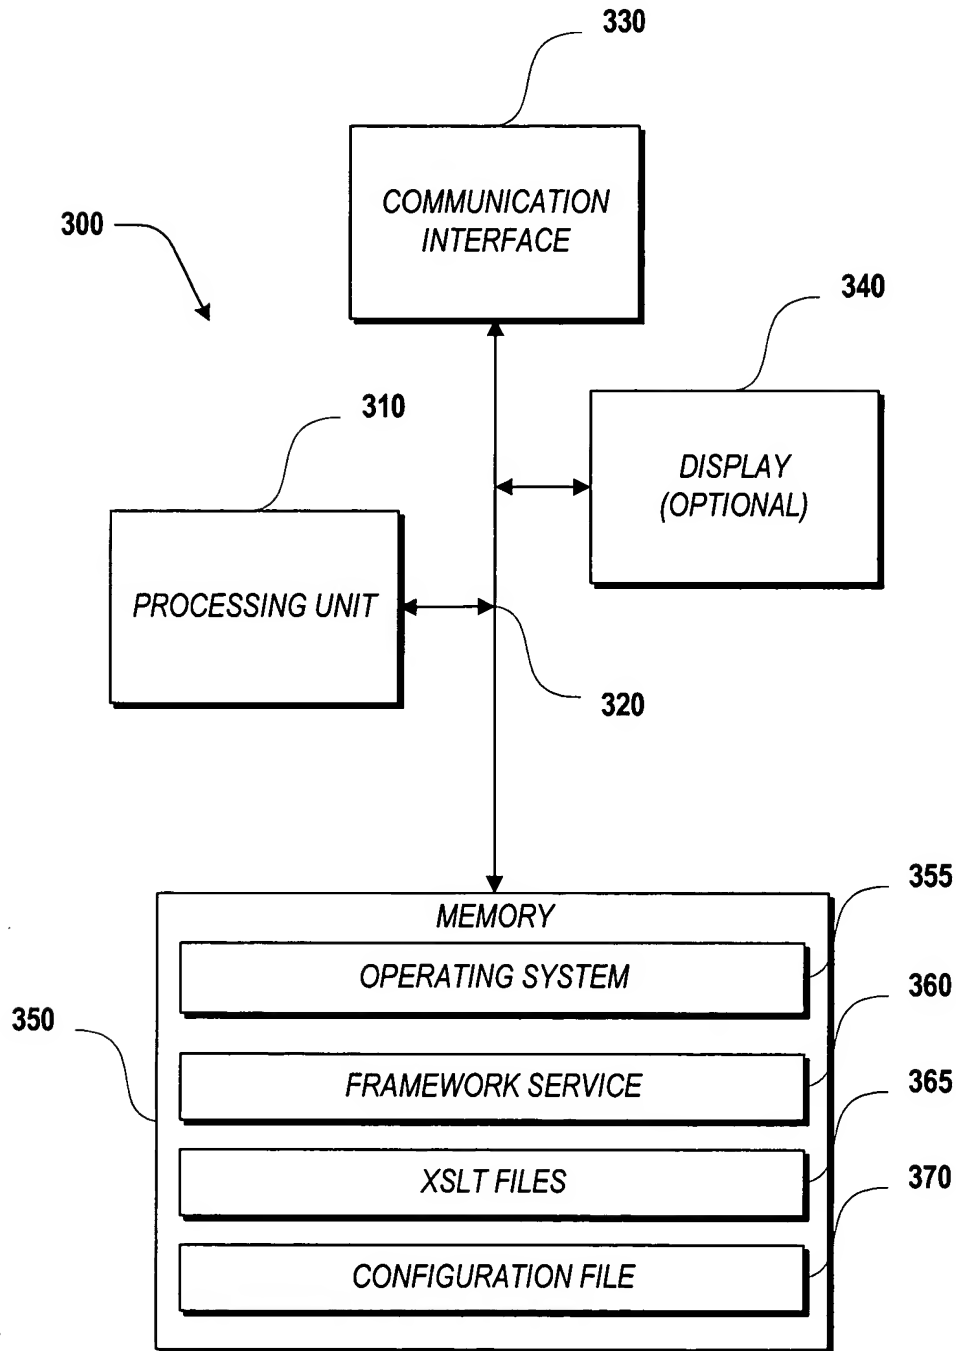 330
COMMUNICATION
INTERFACE
300
340
310
DISPLAY
(OPTIONAL)
PROCESSING UNIT
320
355
MEMORY
OPERATING SYSTEM
360
350
FRAMEWORK SERVICE
365
XSLT FILES
370
CONFIGURATION FILE